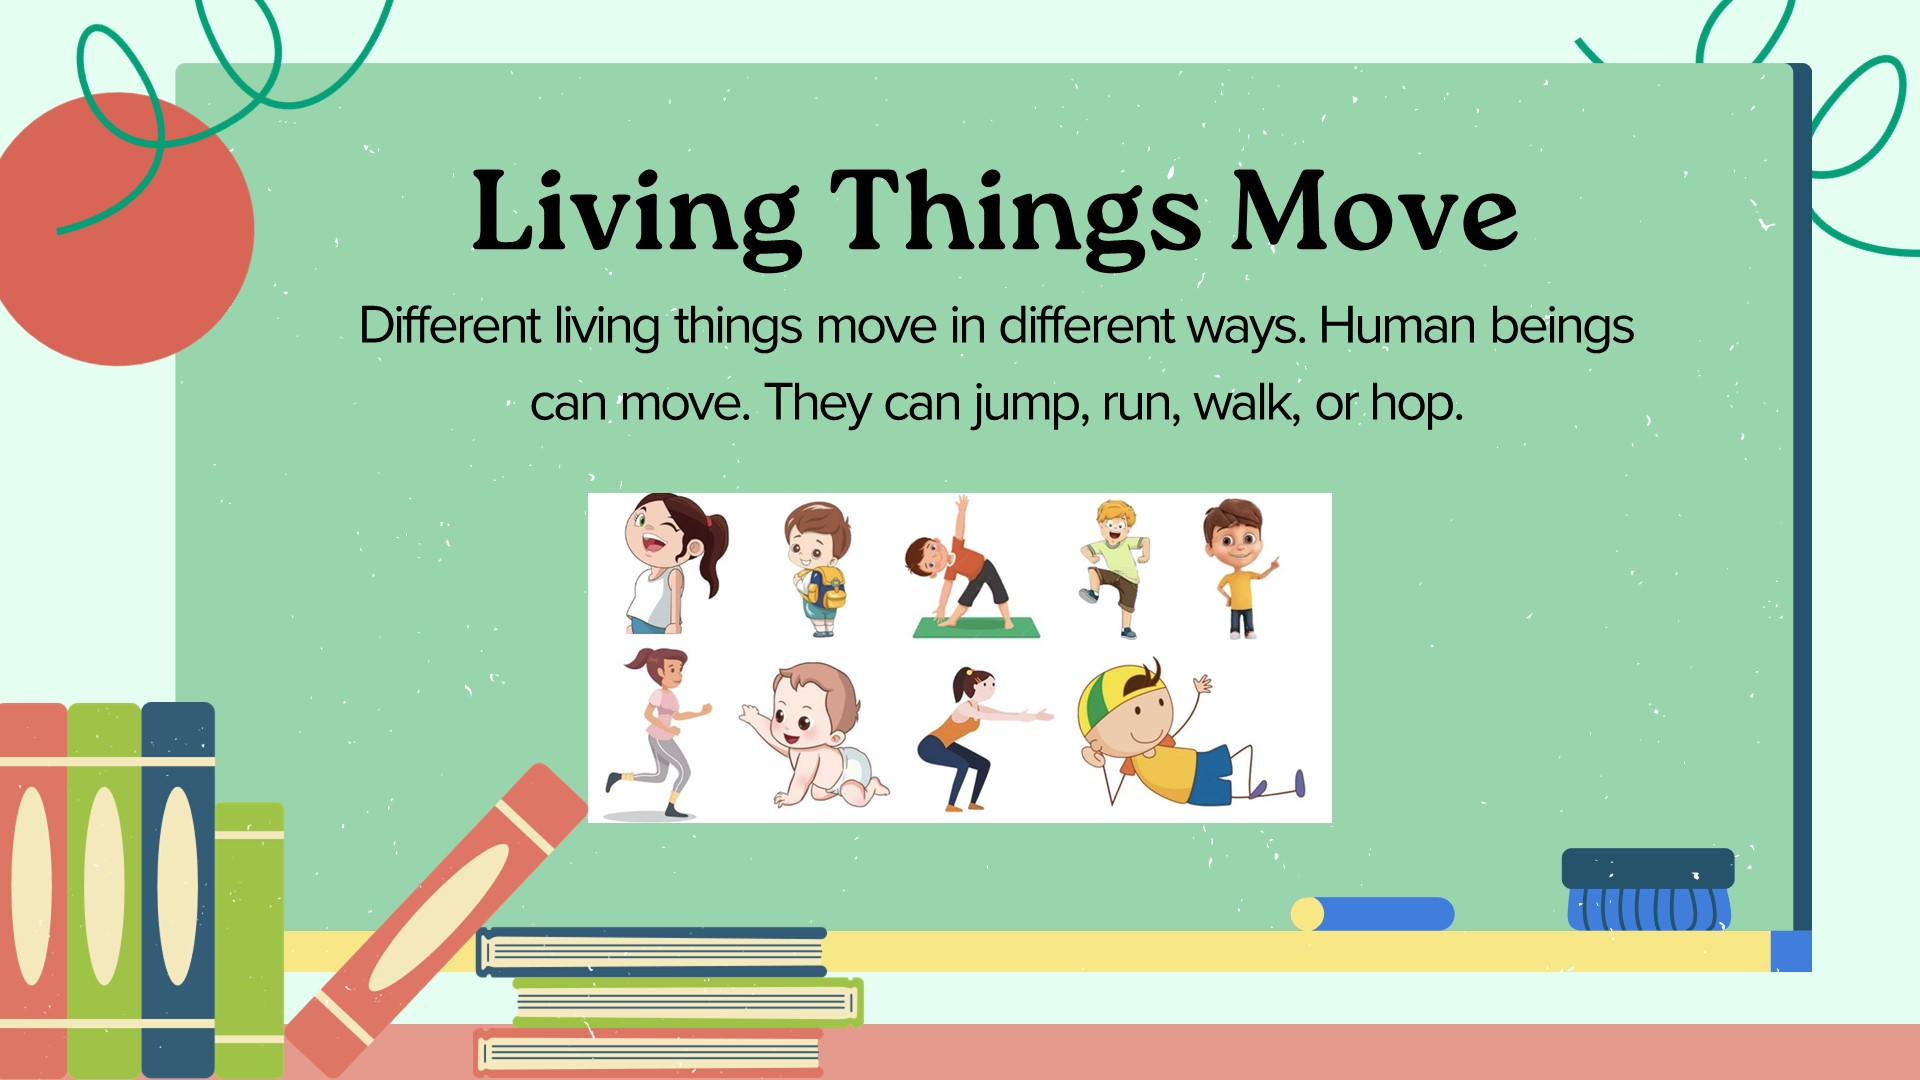 Living Things Move
Different living things move in different ways. Human beings
can move. They can jump, run, walk, or hop.